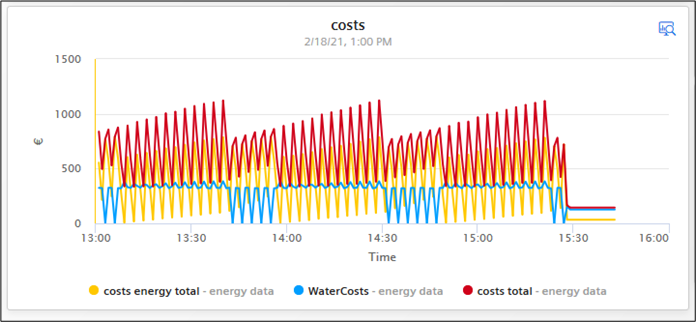 costs
2/18/21, 1:00 PM
1500
1000
500
0
€
13:00 13:30 14:00 14:30 15:00 15:30 16:00
Time
costs energy total - energy data WaterCosts - energy data costs total - energy data